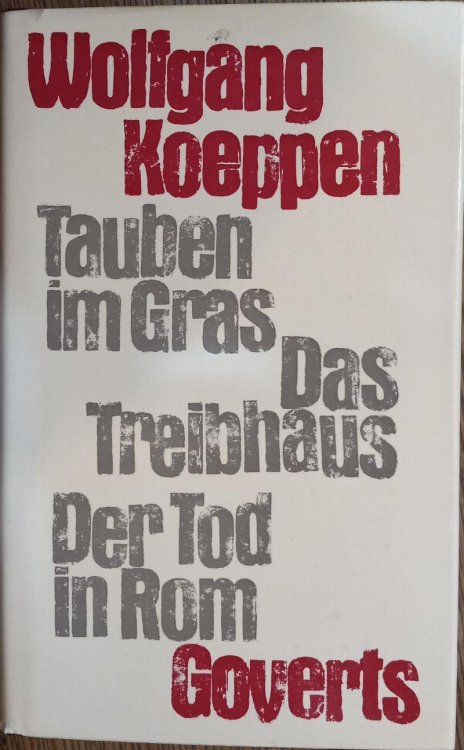 Wolfgang
Koeppen
Tauben
im Gras
Das
Treibhaus
Der Tod
in Rom
Goverts